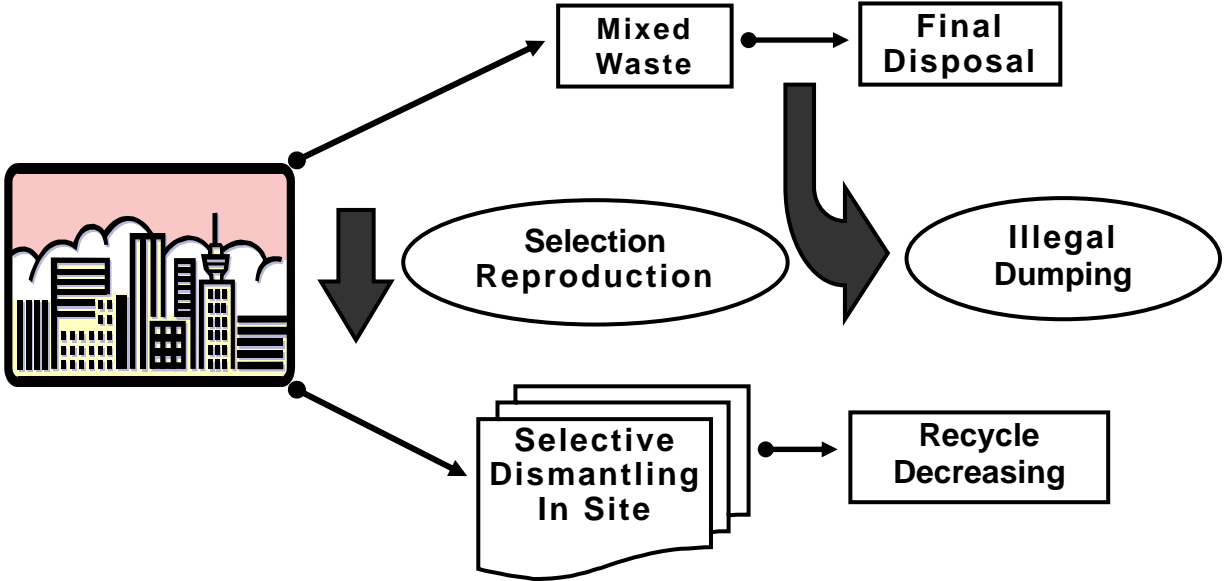 Mixed
Waste
Final
Disposal
Selection
Reproduction
Illegal
Dumping
Selective
Dismantling
In Site
Recycle
Decreasing